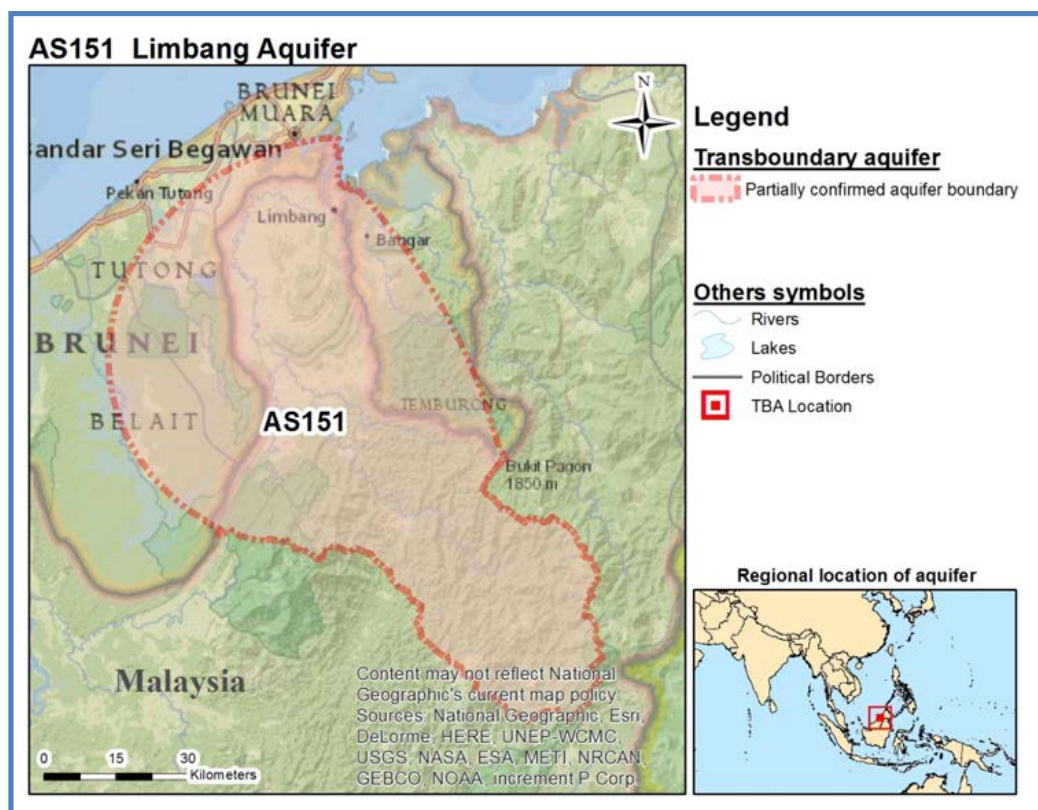 AS151 Limbang Aquifer
BRUNEI
MUARA
Bandar Seri Begawan
Pekan Tutong
Limbang
Bangar
TUTONG
BRUNEI
BELAIT
AS151
TEMBURONG
Bukit Pagon
1850 m
Malaysia
Content may not reflect National
Geographic's current map policy.
Sources: National Geographic, Esri,
DeLorme, HERE, UNEP-WCMC,
USGS, NASA, ESA, METI, NRCAN,
GEBCO, NOAA, increment P Corp
0 15 30
Kilometers
N
Legend
Transboundary aquifer
Partially confirmed aquifer boundary
Others symbols
Rivers
Lakes
Political Borders
TBA Location
Regional location of aquifer